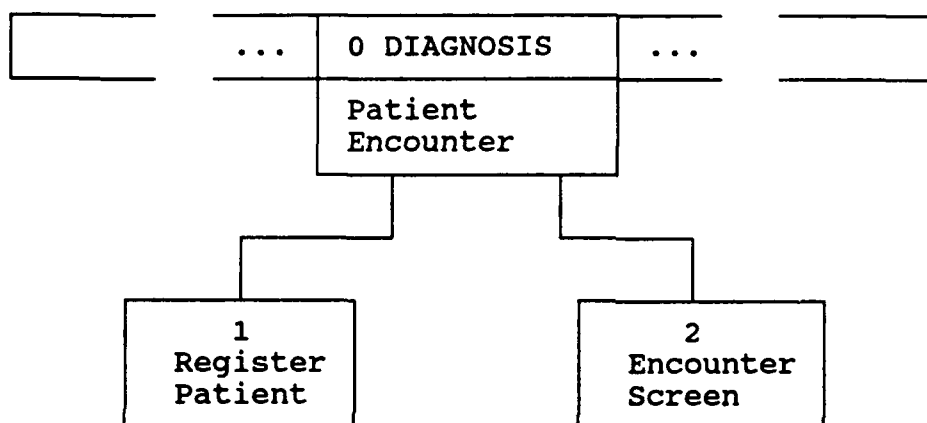 ... 0 DIAGNOSIS ...
Patient
Encounter
1
Register
Patient
2
Encounter
Screen